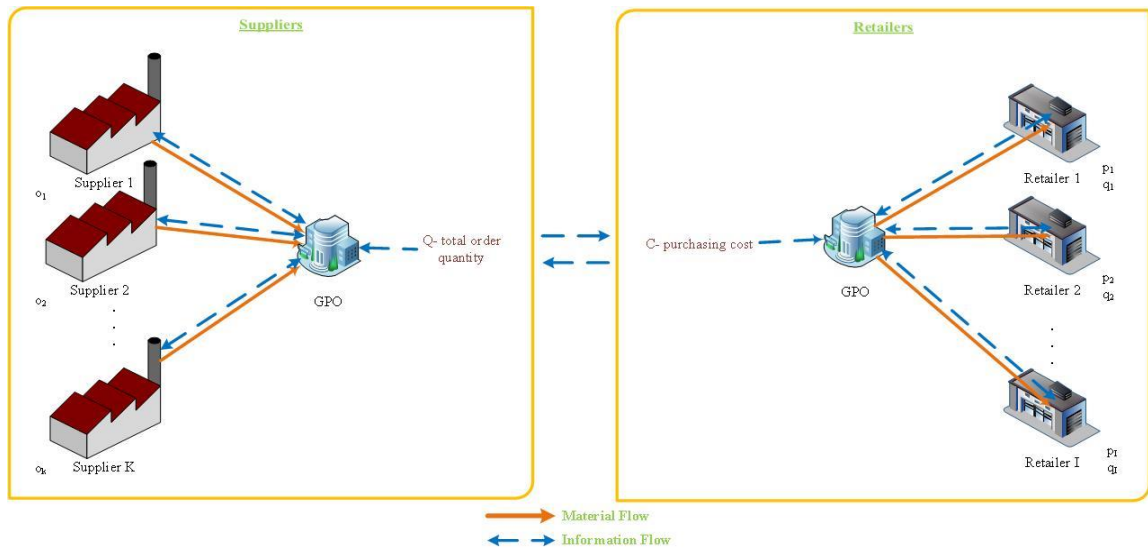 Suppliers
Supplier 1
o1
Supplier 2
o2
.
.
.
Supplier K
ok
GPO
Q- total order
quantity
Retailers
C- purchasing cost
GPO
Retailer 1
p1
q1
Retailer 2
p2
q2
.
.
.
Retailer I
pI
qI
Material Flow
Information Flow